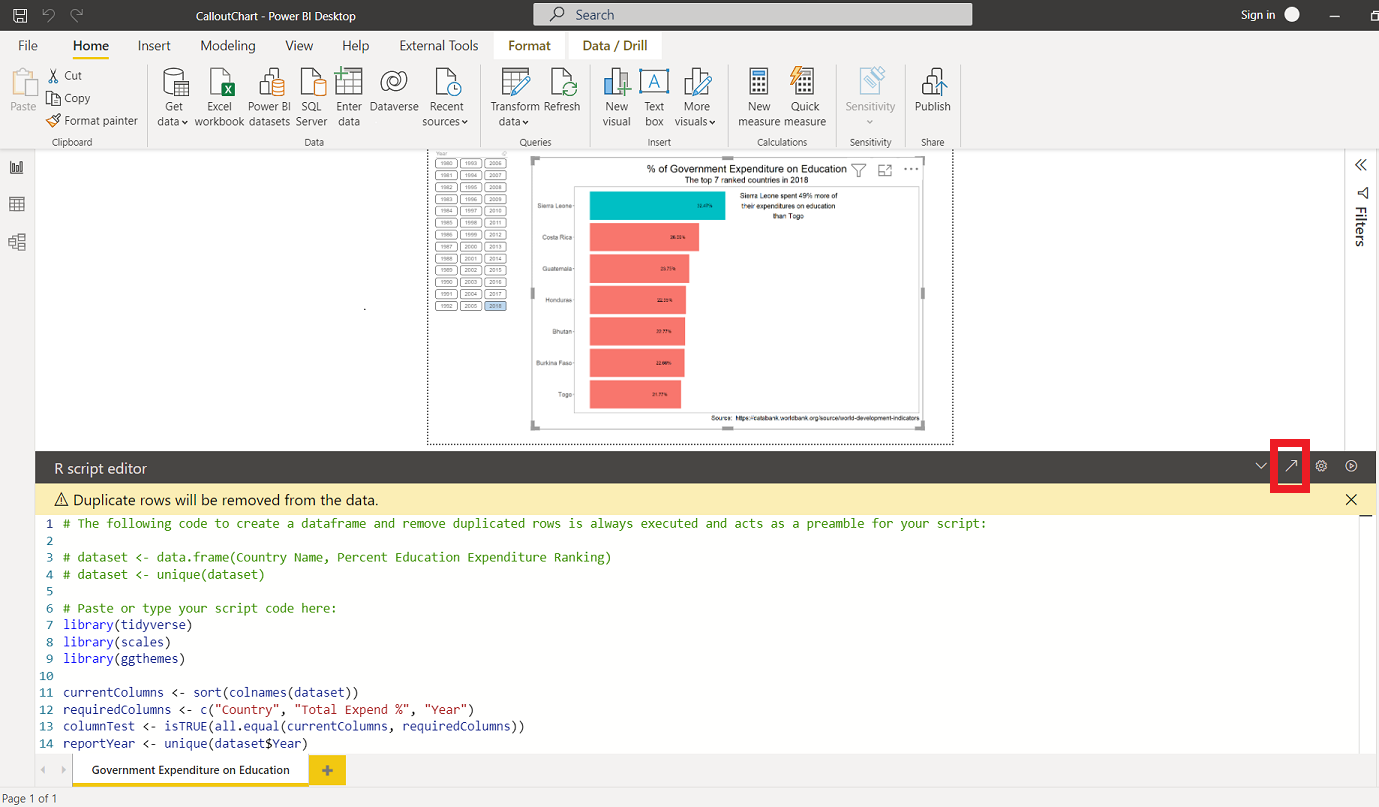 CalloutChart - Power BI Desktop
Search
Sign in
File Home Insert Modeling View Help External Tools Format Data / Drill
Paste
Cut
Copy
Format painter
Get data
Excel workbook
Power BI datasets
SQL Server
Enter data
Dataverse
Recent sources
Transform data
Refresh
New visual
Text box
More visuals
New measure
Quick measure
Sensitivity
Publish
Clipboard Data Queries Insert Calculations Sensitivity Share
Year
1980 1993 2006
1981 1994 2007
1982 1995 2008
1983 1996 2009
1984 1997 2010
1985 1998 2011
1986 1999 2012
1987 2000 2013
1988 2001 2014
1989 2002 2015
1990 2003 2016
1991 2004 2017
1992 2005 2018
% of Government Expenditure on Education
The top 7 ranked countries in 2018
Sierra Leone
Sierra Leone spent 49% more of
their expenditures on education
than Togo
Costa Rica
Guatemala 23.73%
Honduras
Bhutan 22.77%
Burkina Faso
Togo 21.77%
Source: https://databank.worldbank.org/source/world-development-indicators
Filters
R script editor
Duplicate rows will be removed from the data.
1 # The following code to create a dataframe and remove duplicated rows is always executed and acts as a preamble for your script:
2
3 # dataset <- data.frame(Country Name, Percent Education Expenditure Ranking)
4 # dataset <- unique(dataset)
5
6 # Paste or type your script code here:
7 library(tidyverse)
8 library(scales)
9 library(ggthemes)
10
11 currentColumns <- sort(colnames(dataset))
12 requiredColumns <- c("Country", "Total Expend %", "Year")
13 columnTest <- isTRUE(all.equal(currentColumns, requiredColumns))
14 reportYear <- unique(dataset$Year)
Government Expenditure on Education
Page 1 of 1